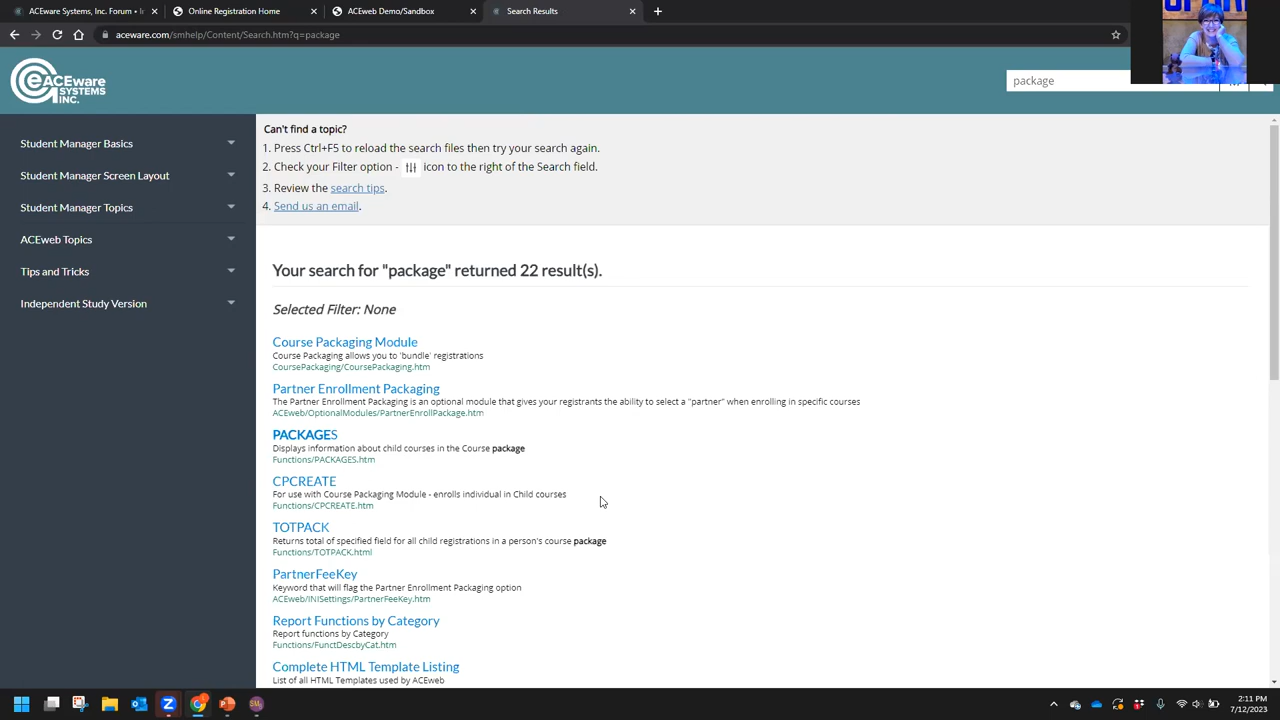 ACEware Systems, Inc. Forum • I
Online Registration Home
ACEweb Demo/Sandbox
Search Results
aceware.com/smhelp/Content/Search.htm?q=package
ACEware
SYSTEMS
INC.
package
Student Manager Basics
Student Manager Screen Layout
Student Manager Topics
ACEweb Topics
Tips and Tricks
Independent Study Version
Can't find a topic?
1. Press Ctrl+F5 to reload the search files then try your search again.
2. Check your Filter option - icon to the right of the Search field.
3. Review the search tips.
4. Send us an email.
Your search for "package" returned 22 result(s).
Selected Filter: None
Course Packaging Module
Course Packaging allows you to 'bundle' registrations
CoursePackaging/CoursePackaging.htm
Partner Enrollment Packaging
The Partner Enrollment Packaging is an optional module that gives your registrants the ability to select a "partner" when enrolling in specific courses
ACEweb/OptionalModules/PartnerEnrollPackage.htm
PACKAGES
Displays information about child courses in the Course package
Functions/PACKAGES.htm
CPCREATE
For use with Course Packaging Module - enrolls individual in Child courses
Functions/CPCREATE.htm
TOTPACK
Returns total of specified field for all child registrations in a person's course package
Functions/TOTPACK.html
PartnerFeeKey
Keyword that will flag the Partner Enrollment Packaging option
ACEweb/INISettings/PartnerFeeKey.htm
Report Functions by Category
Report functions by Category
Functions/FunctDescbyCat.htm
Complete HTML Template Listing
List of all HTML Templates used by ACEweb
2:11 PM
7/12/2023